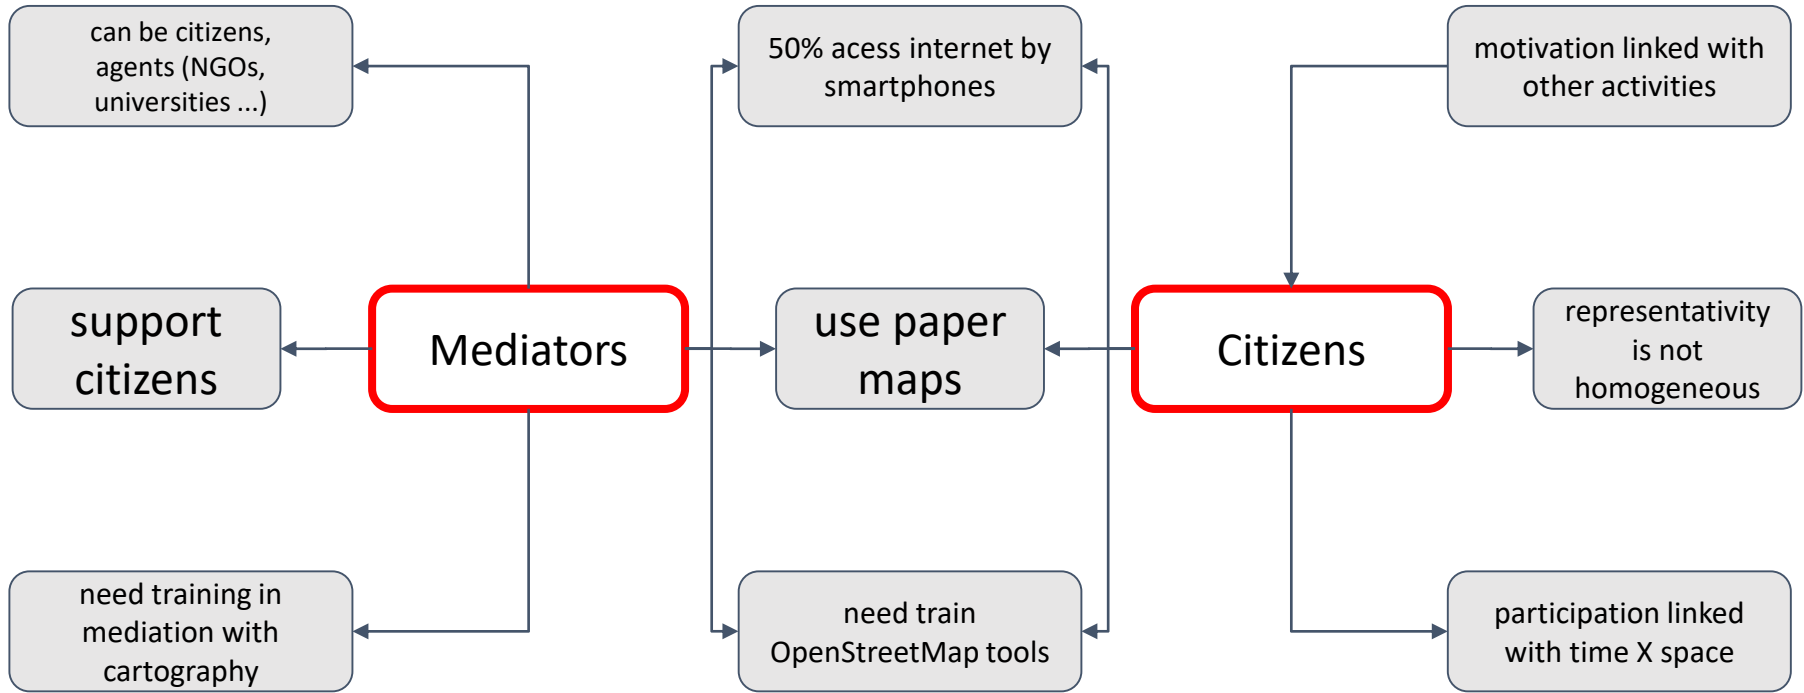 can be citizens,
agents (NGOs,
universities ...)
50% acess internet by
smartphones
motivation linked with
other activities
support
citizens
Mediators
use paper
maps
Citizens
representativity
is not
homogeneous
need training in
mediation with
cartography
need train
OpenStreetMap tools
participation linked
with time X space